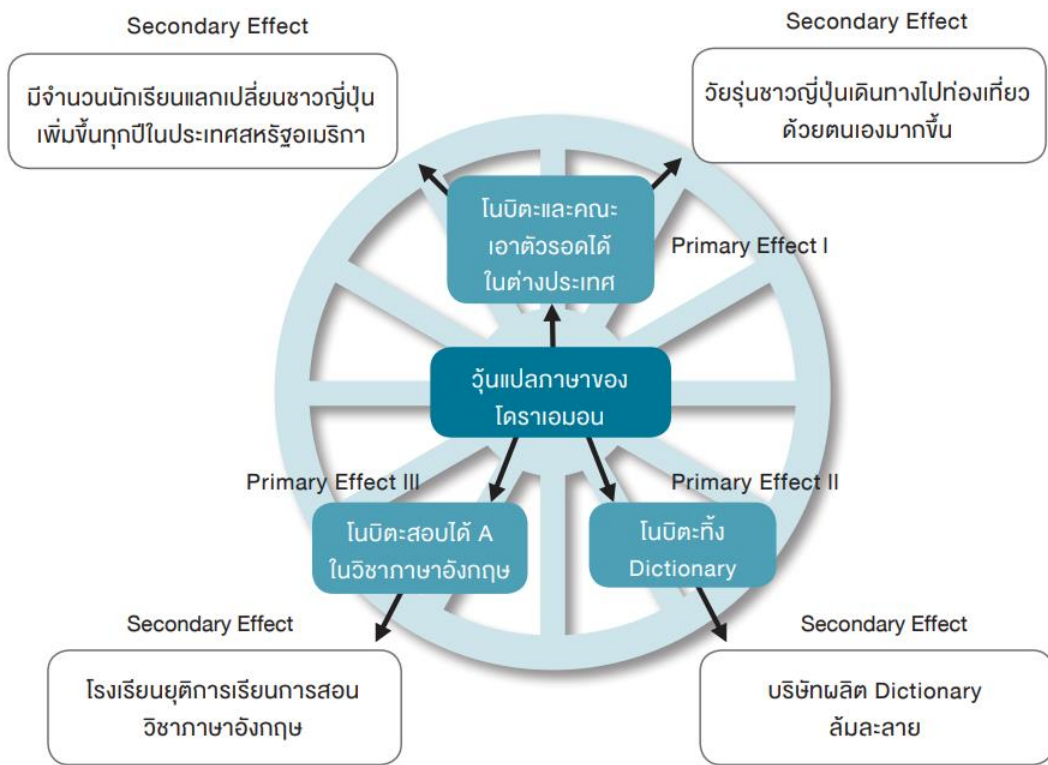 Secondary Effect
มีจำนวนนักเรียนแลกเปลี่ยนชาวญี่ปุ่น
เพิ่มขึ้นทุกปีในประเทศสหรัฐอเมริกา
Secondary Effect
วัยรุ่นชาวญี่ปุ่นเดินทางไปท่องเที่ยว
ด้วยตนเองมากขึ้น
โนบิตะและคณะ
เอาตัวรอดได้
ในต่างประเทศ
Primary Effect I
วุ้นแปลภาษาของ
โดราเอมอน
Primary Effect III
โนบิตะสอบได้ A
ในวิชาภาษาอังกฤษ
Primary Effect II
โนบิตะทิ้ง
Dictionary
Secondary Effect
โรงเรียนยุติการเรียนการสอน
วิชาภาษาอังกฤษ
Secondary Effect
บริษัทผลิต Dictionary
ล้มละลาย